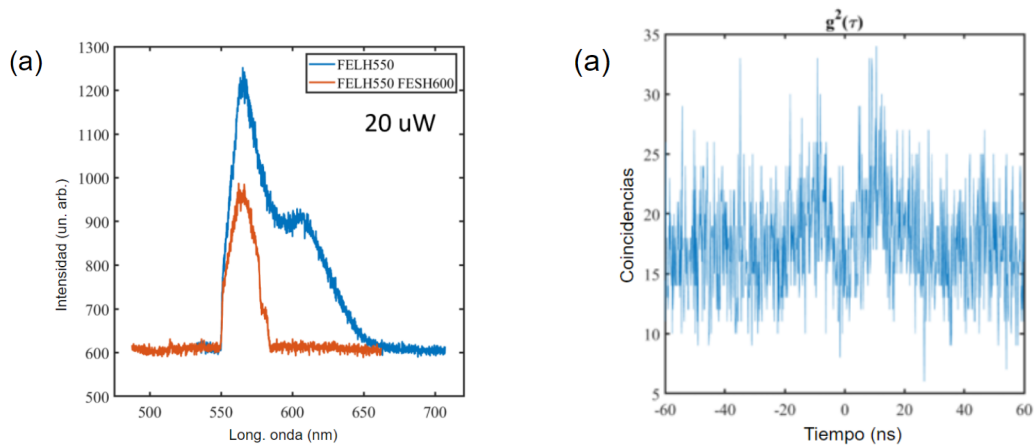 (a)
1300
1200
1100
1000
900
800
700
600
500
500
550
600
650
700
Intensidad (un. arb.)
Long. onda (nm)
FELH550
FELH550 FESH600
20 uW
(a)
g²(τ)
35
30
25
20
15
10
5
-60
-40
-20
0
20
40
60
Coincidencias
Tiempo (ns)